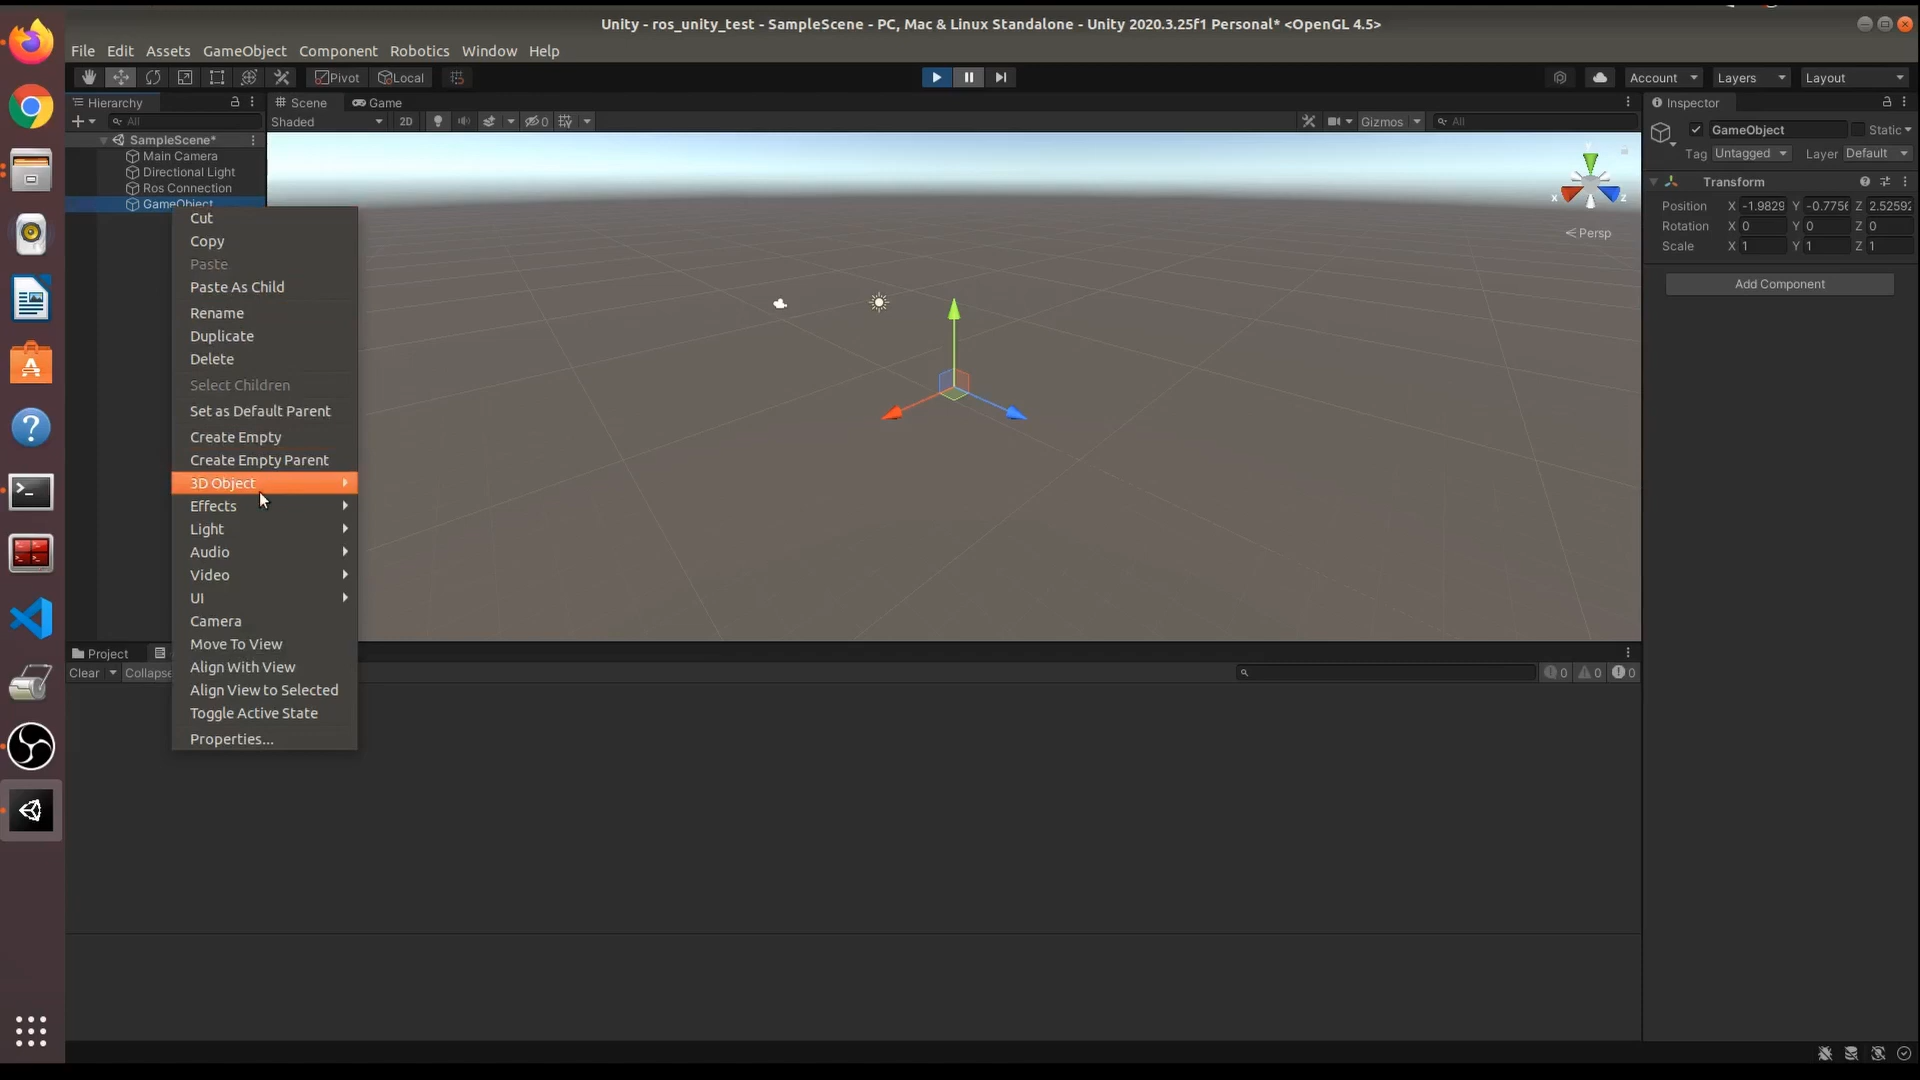 Unity - ros_unity_test - SampleScene - PC, Mac & Linux Standalone - Unity 2020.3.25f1 Personal* <OpenGL 4.5>
File Edit Assets GameObject Component Robotics Window Help
Pivot Local Account Layers Layout
Hierarchy Scene Game Inspector
All Shaded 2D 0 Gizmos All
SampleScene*
Main Camera
Directional Light
Ros Connection
GameObject
GameObject Static
Tag Untagged Layer Default
Transform
Position X -1.9829 Y -0.7756 Z 2.52592
Rotation X 0 Y 0 Z 0
Scale X 1 Y 1 Z 1
Add Component
Y
X Z
Persp
Cut
Copy
Paste
Paste As Child
Rename
Duplicate
Delete
Select Children
Set as Default Parent
Create Empty
Create Empty Parent
3D Object
Effects
Light
Audio
Video
UI
Camera
Move To View
Align With View
Align View to Selected
Toggle Active State
Properties...
Project
Clear Collapse 0 0 0